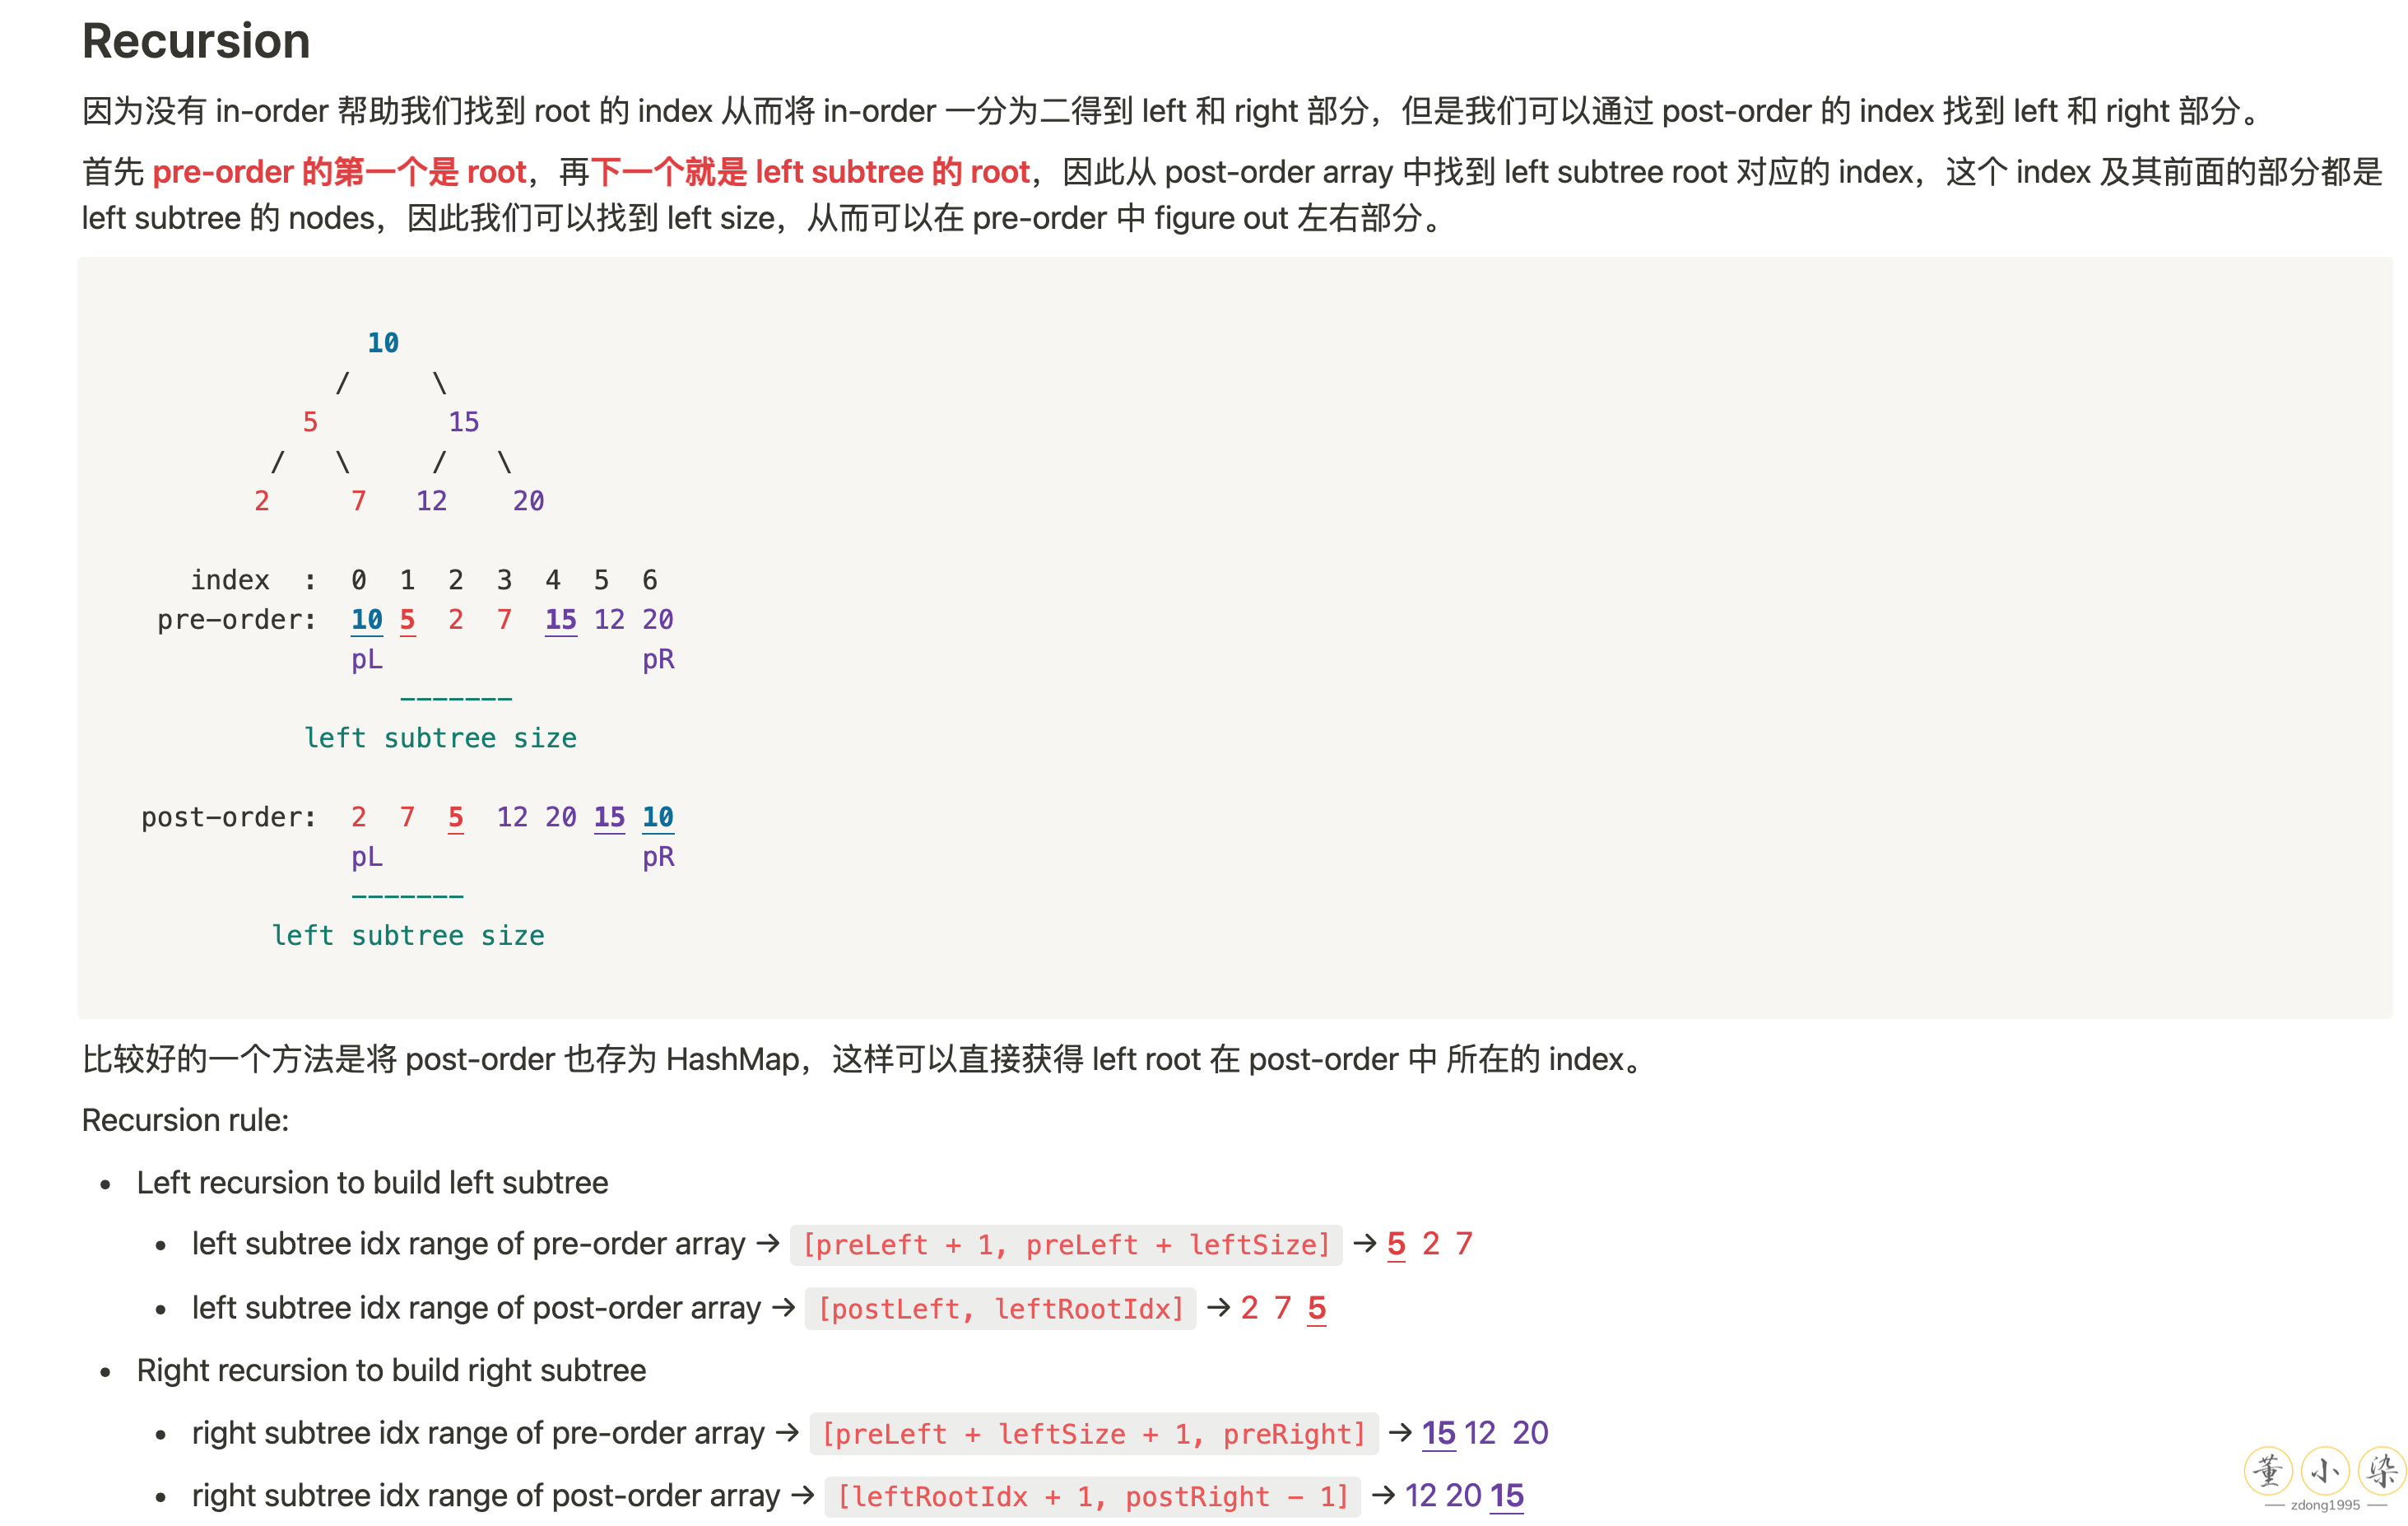 Recursion
因为没有 in-order 帮助我们找到 root 的 index 从而将 in-order 一分为二得到 left 和 right 部分，但是我们可以通过 post-order 的 index 找到 left 和 right 部分。
首先 pre-order 的第一个是 root，再下一个就是 left subtree 的 root，因此从 post-order array 中找到 left subtree root 对应的 index，这个 index 及其前面的部分都是
left subtree 的 nodes，因此我们可以找到 left size，从而可以在 pre-order 中 figure out 左右部分。
10
/ \
5 15
/ \ / \
2 7 12 20
index : 0 1 2 3 4 5 6
pre-order: 10 5 2 7 15 12 20
pL pR
-------
left subtree size
post-order: 2 7 5 12 20 15 10
pL pR
-------
left subtree size
比较好的一个方法是将 post-order 也存为 HashMap，这样可以直接获得 left root 在 post-order 中 所在的 index。
Recursion rule:
• Left recursion to build left subtree
• left subtree idx range of pre-order array → [preLeft + 1, preLeft + leftSize] → 5 2 7
• left subtree idx range of post-order array → [postLeft, leftRootIdx] → 2 7 5
• Right recursion to build right subtree
• right subtree idx range of pre-order array → [preLeft + leftSize + 1, preRight] → 15 12 20
• right subtree idx range of post-order array → [leftRootIdx + 1, postRight - 1] → 12 20 15
董小染
zdong1995